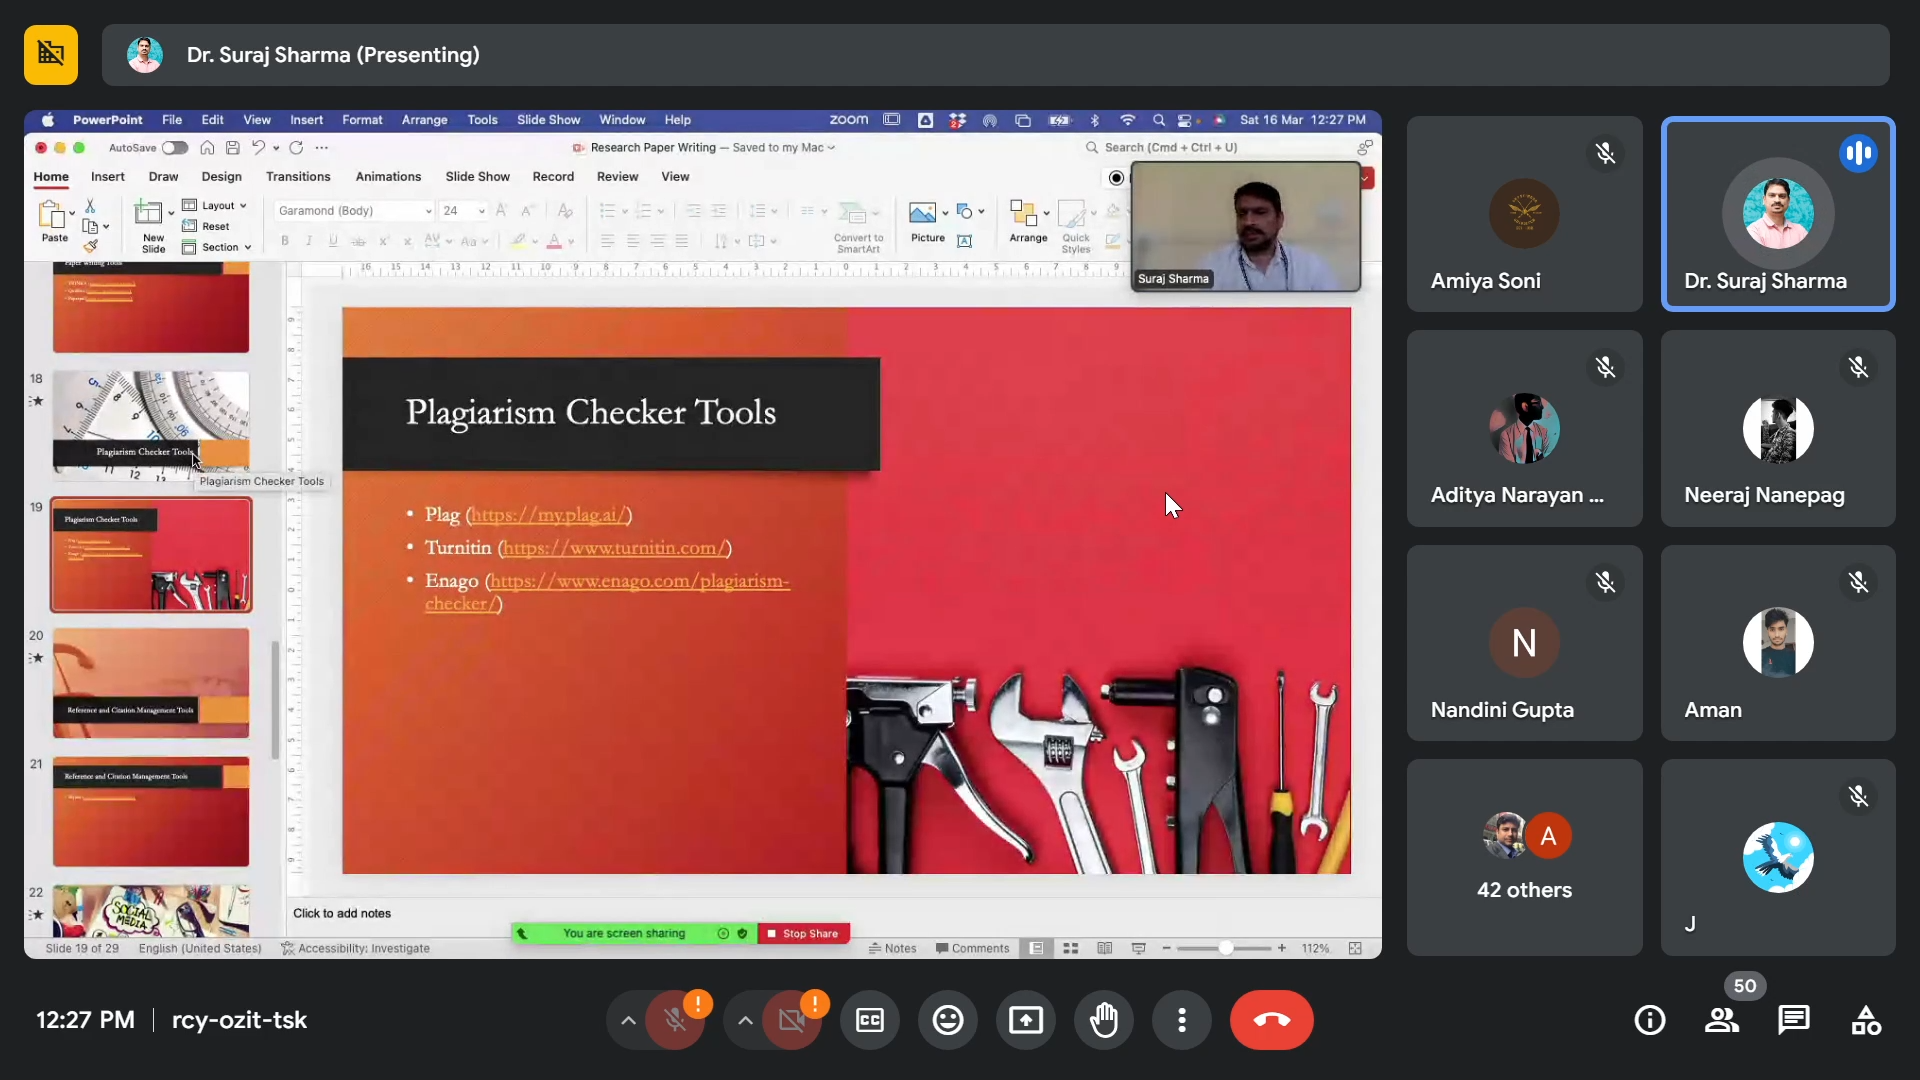 Dr. Suraj Sharma (Presenting)
PowerPoint File Edit View Insert Format Arrange Tools Slide Show Window Help
zoom
Sat 16 Mar 12:27 PM
AutoSave
Research Paper Writing — Saved to my Mac
Search (Cmd + Ctrl + U)
Home Insert Draw Design Transitions Animations Slide Show Record Review View
Paste
New
Slide
Layout
Reset
Section
Garamond (Body)
24
Convert to
SmartArt
Picture
Arrange
Quick
Styles
Suraj Sharma
18
Plagiarism Checker Tools
Plagiarism Checker Tools
19
Plagiarism Checker Tools
20
Reference and Citation Management Tools
21
Reference and Citation Management Tools
22
SOCIAL
MEDIA
Plagiarism Checker Tools
• Plag (https://my.plag.ai/)
• Turnitin (https://www.turnitin.com/)
• Enago (https://www.enago.com/plagiarism-
checker/)
Click to add notes
You are screen sharing
Stop Share
Slide 19 of 29
English (United States)
Accessibility: Investigate
Notes
Comments
112%
Amiya Soni
Dr. Suraj Sharma
Aditya Narayan ...
Neeraj Nanepag
N
Nandini Gupta
Aman
A
42 others
J
12:27 PM | rcy-ozit-tsk
CC
50